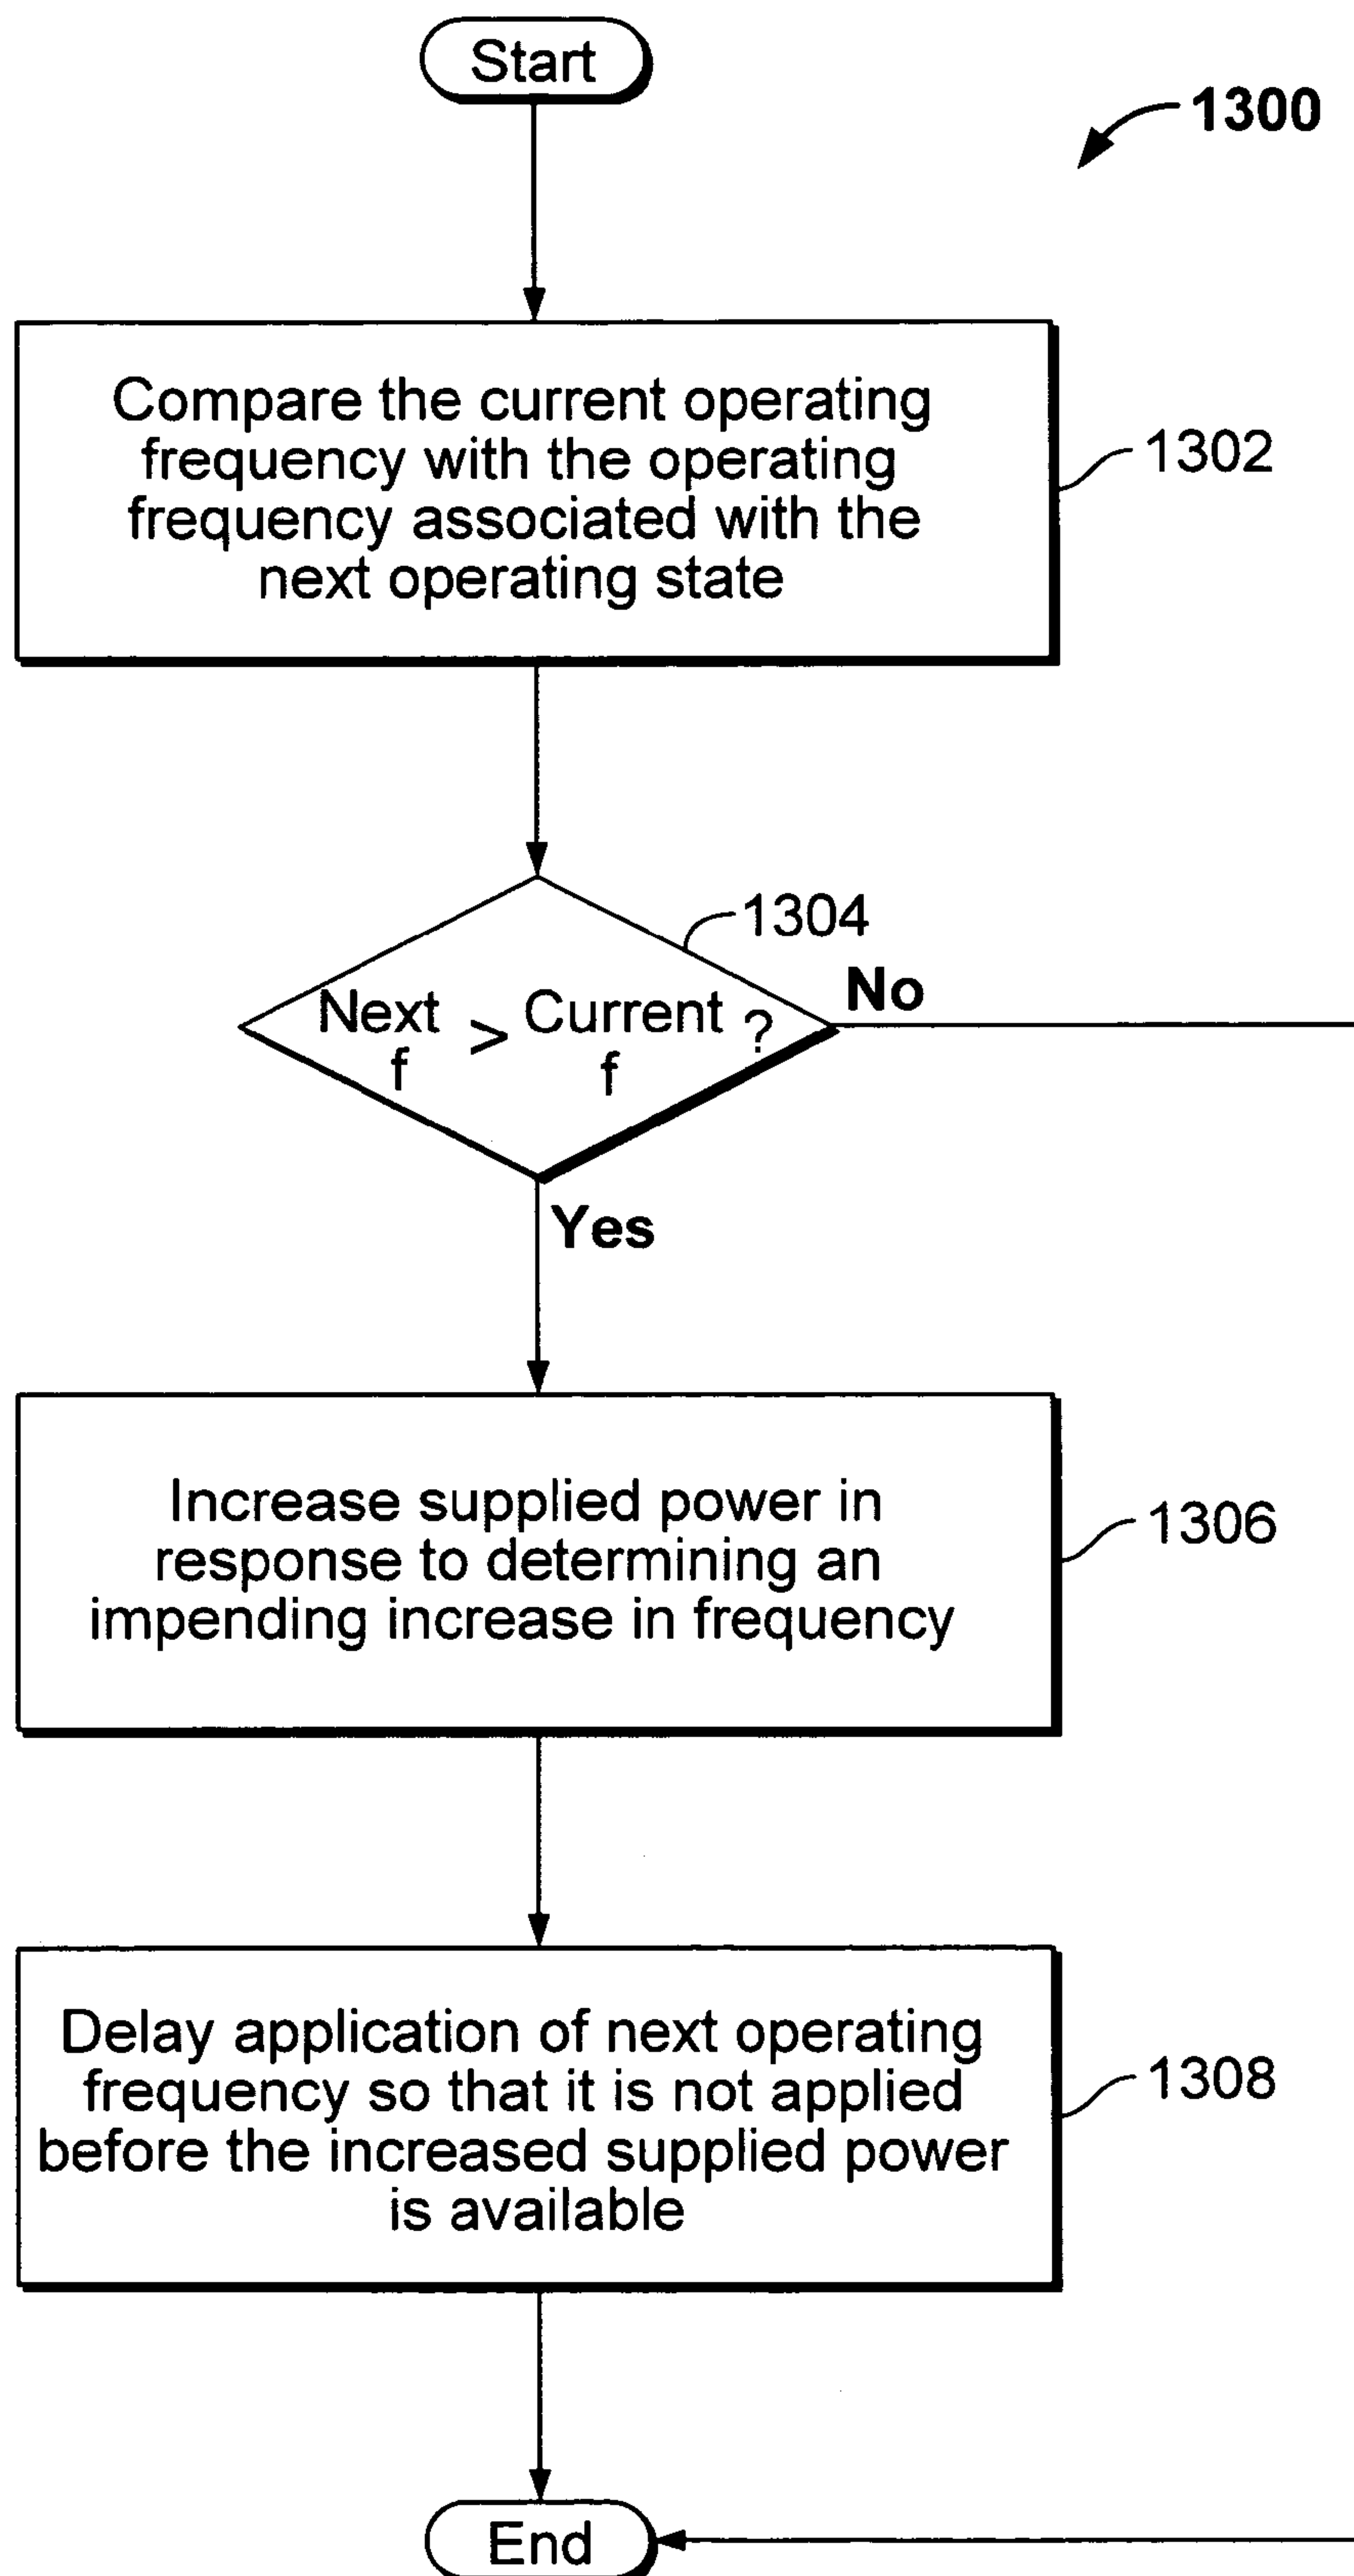 Start
1300
Compare the current operating
frequency with the operating
frequency associated with the
next operating state
1302
1304
No
Next > Current ?
f f
Yes
Increase supplied power in
response to determining an
impending increase in frequency
1306
Delay application of next operating
frequency so that it is not applied
before the increased supplied power
is available
1308
End